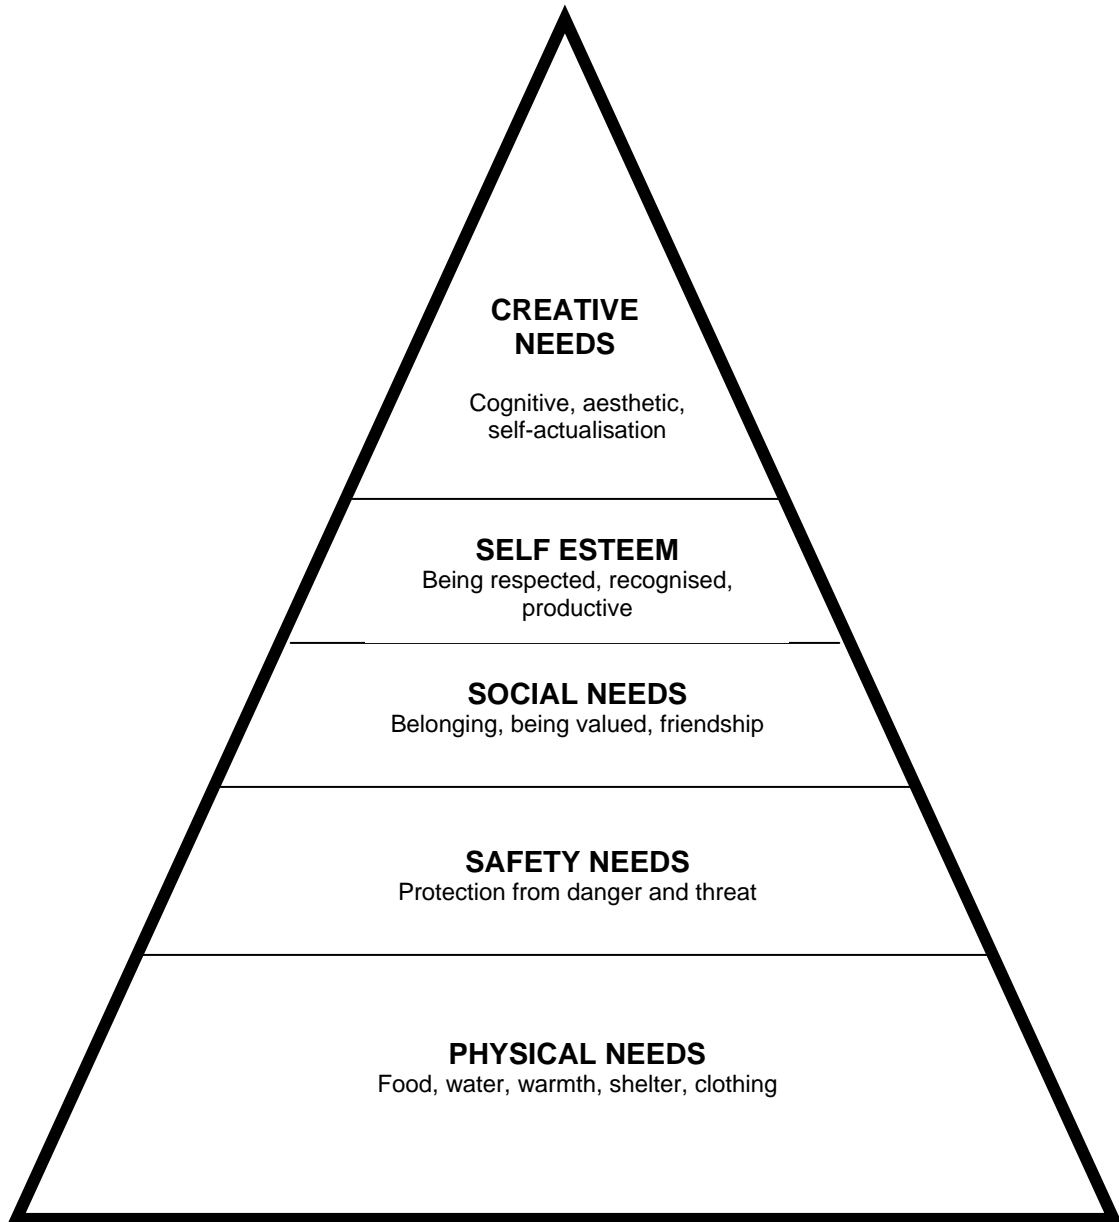 CREATIVE
NEEDS
Cognitive, aesthetic,
self-actualisation
SELF ESTEEM
Being respected, recognised,
productive
SOCIAL NEEDS
Belonging, being valued, friendship
SAFETY NEEDS
Protection from danger and threat
PHYSICAL NEEDS
Food, water, warmth, shelter, clothing